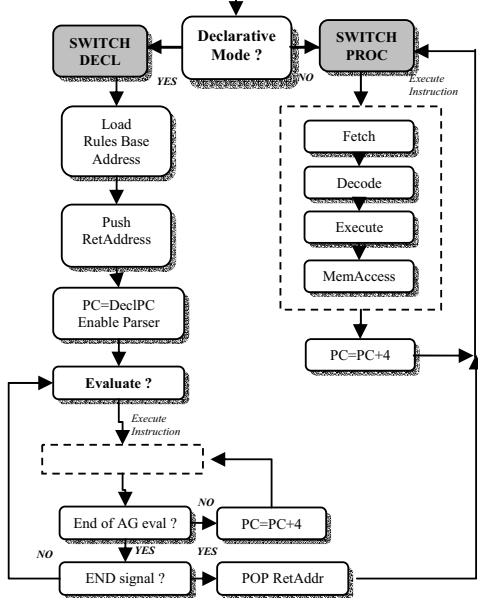 SWITCH
DECL
Declarative
Mode ?
SWITCH
PROC
YES
NO
Execute
Instruction
Load
Rules Base
Address
Fetch
Decode
Push
RetAddress
Execute
MemAccess
PC=DeclPC
Enable Parser
PC=PC+4
Evaluate ?
Execute
Instruction
End of AG eval ?
NO
PC=PC+4
NO
YES
YES
END signal ?
POP RetAddr